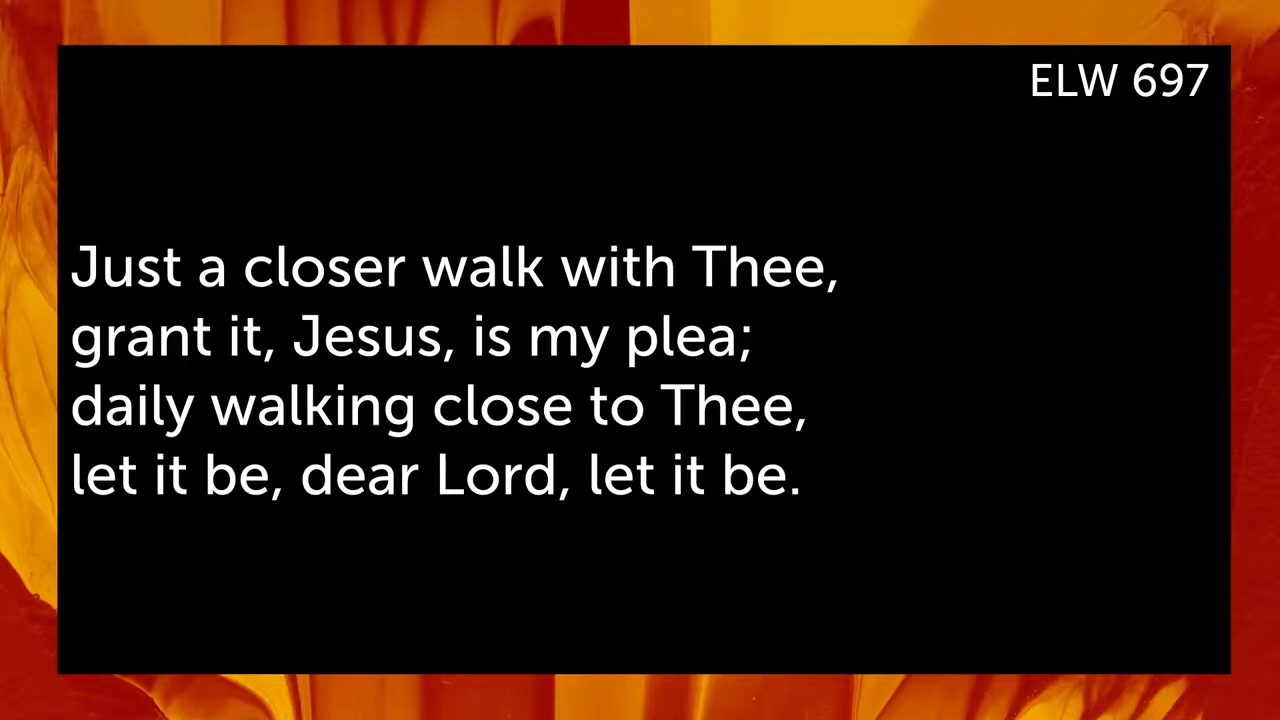 ELW 697
Just a closer walk with Thee,
grant it, Jesus, is my plea;
daily walking close to Thee,
let it be, dear Lord, let it be.